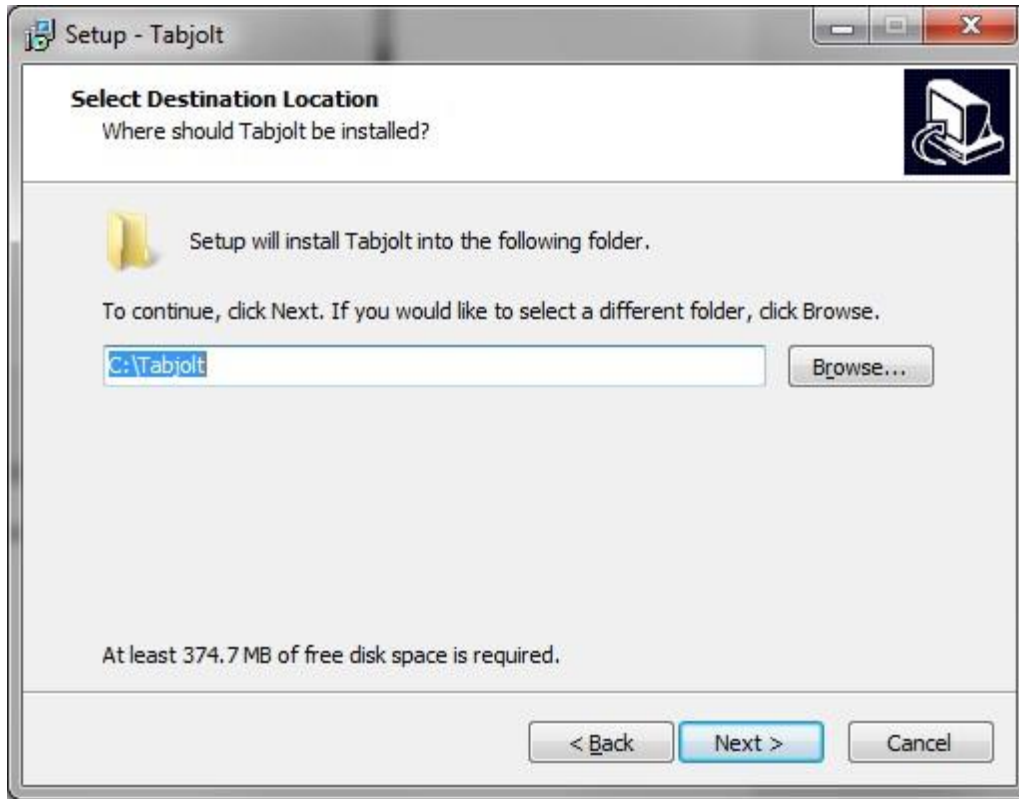 Setup - Tabjolt
Select Destination Location
Where should Tabjolt be installed?
Setup will install Tabjolt into the following folder.
To continue, click Next. If you would like to select a different folder, click Browse.
C:\Tabjolt
Browse...
At least 374.7 MB of free disk space is required.
< Back
Next >
Cancel